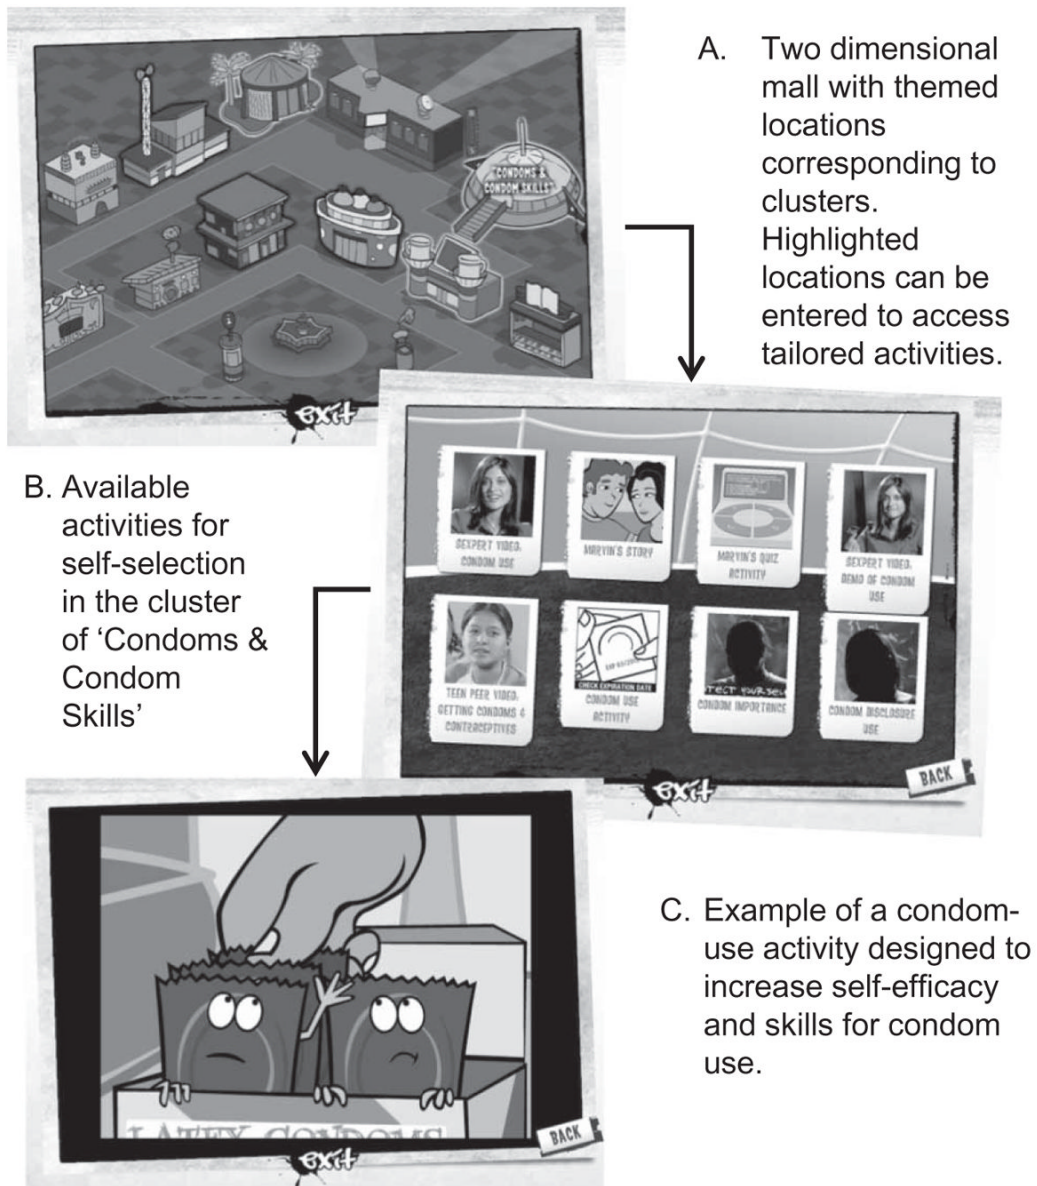 A. Two dimensional
mall with themed
locations
corresponding to
clusters.
Highlighted
locations can be
entered to access
tailored activities.
"CONDOMS &
CONDOM SKILLS"
exit
B. Available
activities for
self-selection
in the cluster
of ‘Condoms &
Condom
Skills’
SEXPERT VIDEO,
CONDOM USE
MARVIN'S STORY
MARVIN'S QUIZ
ACTIVITY
SEXPERT VIDEO,
DEMO OF CONDOM
USE
TEEN PEER VIDEO,
GETTING CONDOMS &
CONTRACEPTIVES
CHECK EXPIRATION DATE
CONDOM USE
ACTIVITY
TECT YOURSEL
CONDOM IMPORTANCE
CONDOM DISCLOSURE
USE
BACK
exit
C. Example of a condom-
use activity designed to
increase self-efficacy
and skills for condom
use.
LATEX CONDOMS
BACK
exit